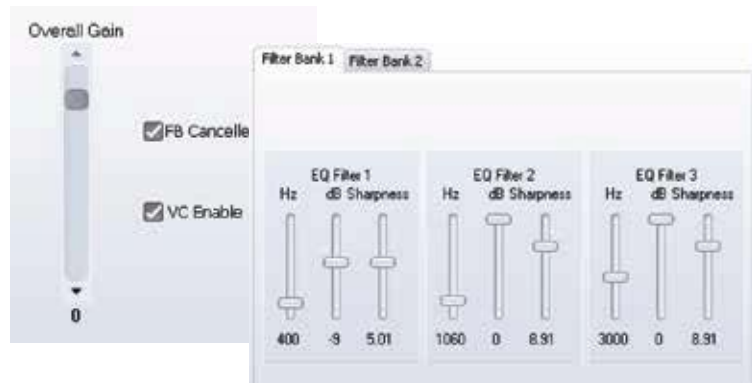 Overall Gain
FB Cancelle
VC Enable
0
Filter Bank 1 Filter Bank 2
EQ Filter 1
Hz dB Sharpness
400 -9 5.01
EQ Filter 2
Hz dB Sharpness
1060 0 8.91
EQ Filter 3
Hz dB Sharpness
3000 0 8.91